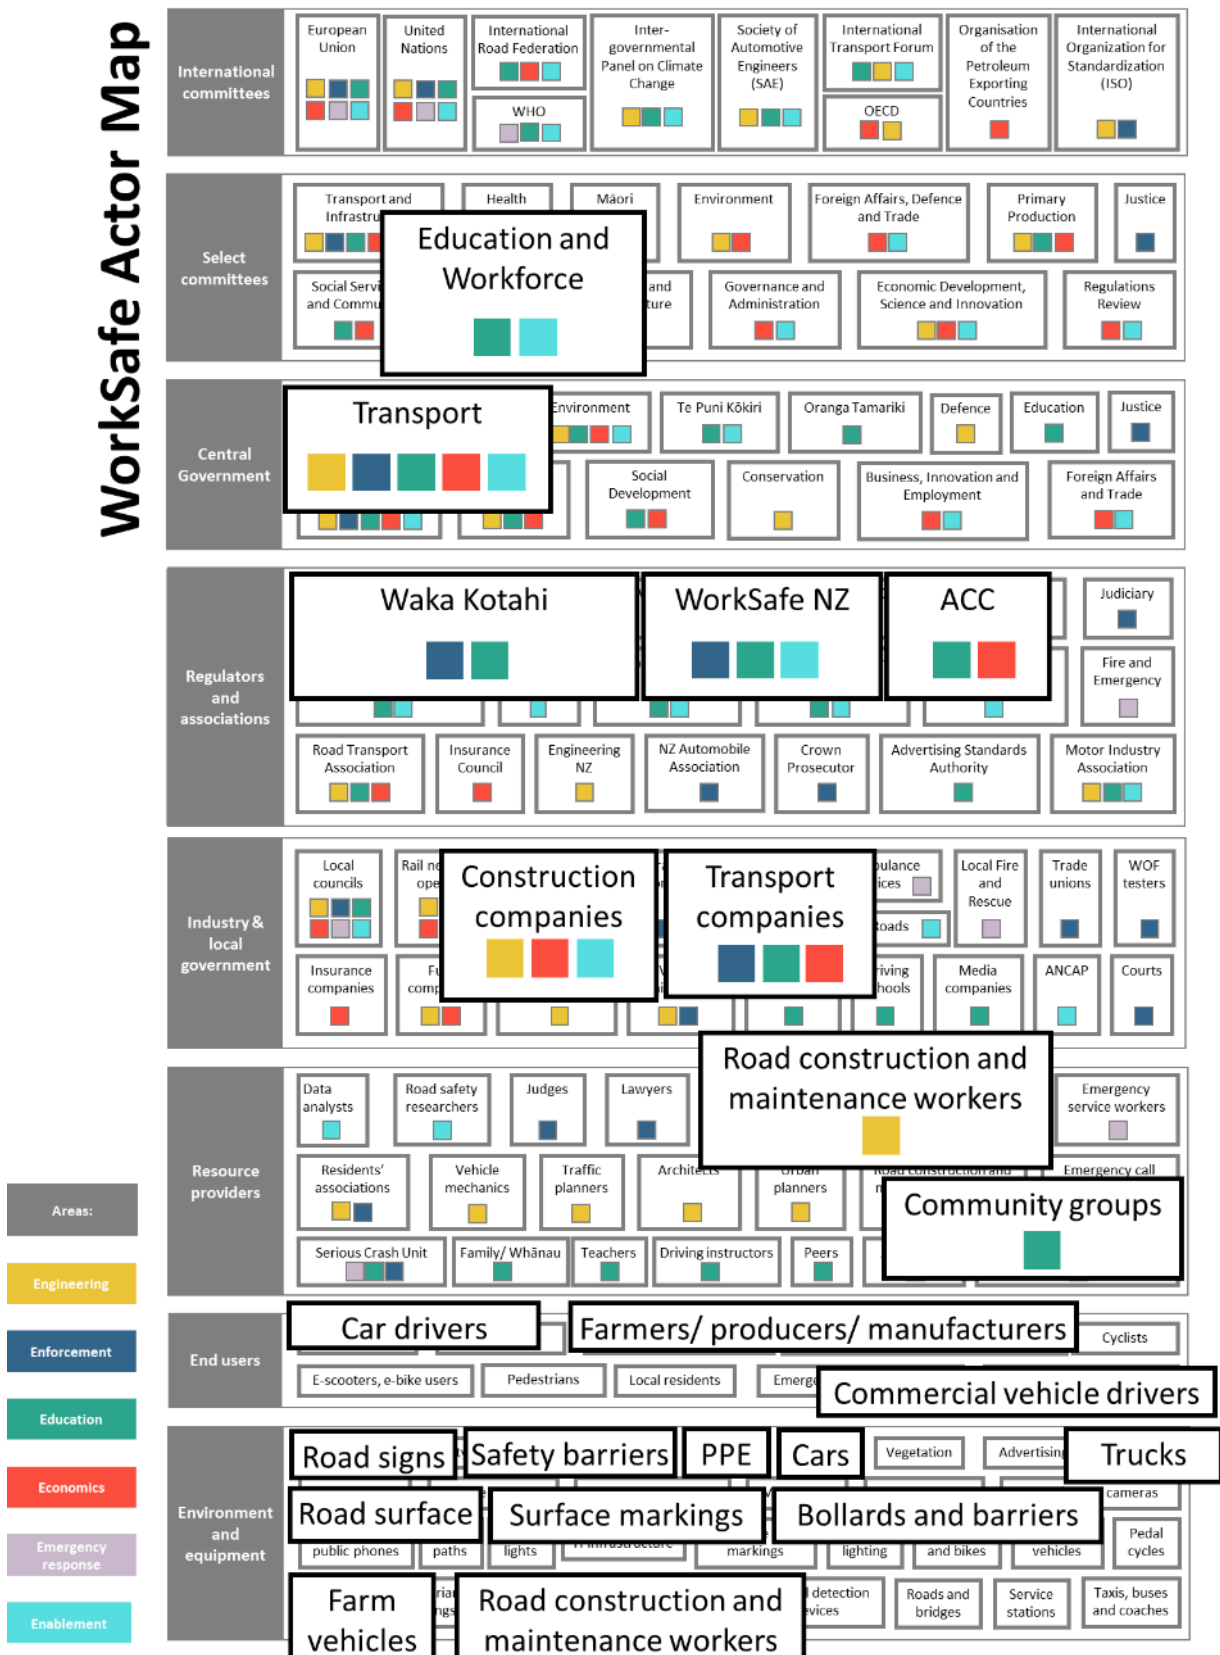 WorkSafe Actor Map
International
committees
European
Union
United
Nations
International
Road Federation
WHO
Inter-
governmental
Panel on Climate
Change
Society of
Automotive
Engineers
(SAE)
International
Transport Forum
OECD
Organisation
of the
Petroleum
Exporting
Countries
International
Organization for
Standardization
(ISO)
Select
committees
Transport and
Health
Māori
Environment
Foreign Affairs, Defence
and Trade
Primary
Production
Justice
Education and
Workforce
and
Governance and
Administration
Economic Development,
Science and Innovation
Regulations
Review
Central
Government
Transport
Environment
Te Puni Kōkiri
Oranga Tamariki
Defence
Education
Justice
Social
Development
Conservation
Business, Innovation and
Employment
Foreign Affairs
and Trade
Regulators
and
associations
Waka Kotahi
WorkSafe NZ
ACC
Judiciary
Fire and
Emergency
Road Transport
Association
Insurance
Council
Engineering
NZ
NZ Automobile
Association
Crown
Prosecutor
Advertising Standards
Authority
Motor Industry
Association
Industry &
local
government
Local
councils
Rail
Construction
companies
Transport
companies
Roads
Local Fire
and
Rescue
Trade
unions
WOF
testers
Insurance
companies
Media
companies
ANCAP
Courts
Resource
providers
Data
analysts
Road safety
researchers
Judges
Lawyers
Road construction and
maintenance workers
Emergency
service workers
Residents'
associations
Vehicle
mechanics
Traffic
planners
Architects
Urban
planners
Road construction and
Emergency call
Community groups
Serious Crash Unit
Family/ Whānau
Teachers
Driving instructors
Peers
End users
Car drivers
Farmers/ producers/ manufacturers
Cyclists
E-scooters, e-bike users
Pedestrians
Local residents
Commercial vehicle drivers
Environment
and
equipment
Road signs
Safety barriers
PPE
Cars
Vegetation
Advertising
Trucks
Road surface
Surface markings
Bollards and barriers
cameras
public phones
paths
lights
markings
lighting
and bikes
vehicles
Pedal
cycles
Farm
vehicles
Road construction and
maintenance workers
detection
Roads and
bridges
Service
stations
Taxis, buses
and coaches
Areas:
Engineering
Enforcement
Education
Economics
Emergency
response
Enablement